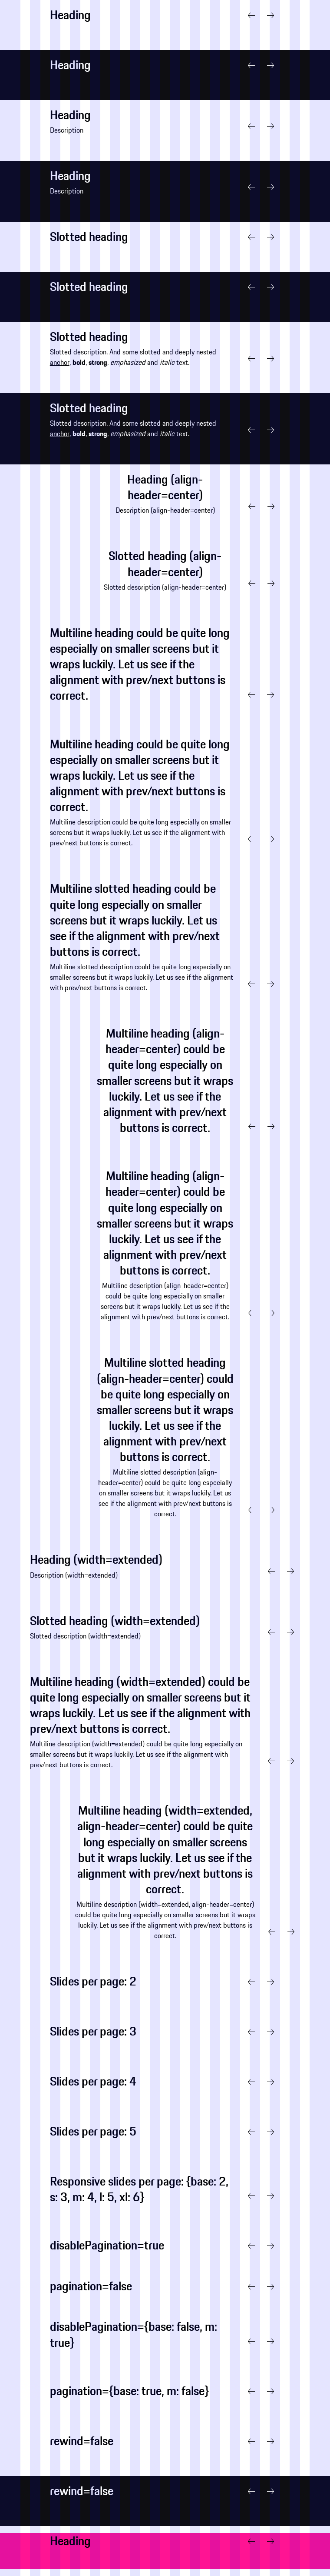 Heading
Heading
Heading
Description
Heading
Description
Slotted heading
Slotted heading
Slotted heading
Slotted description. And some slotted and deeply nested
anchor, bold, strong, emphasized and italic text.
Slotted heading
Slotted description. And some slotted and deeply nested
anchor, bold, strong, emphasized and italic text.
Heading (align-
header=center)
Description (align-header=center)
Slotted heading (align-
header=center)
Slotted description (align-header=center)
Multiline heading could be quite long
especially on smaller screens but it
wraps luckily. Let us see if the
alignment with prev/next buttons is
correct.
Multiline heading could be quite long
especially on smaller screens but it
wraps luckily. Let us see if the
alignment with prev/next buttons is
correct.
Multiline description could be quite long especially on smaller
screens but it wraps luckily. Let us see if the alignment with
prev/next buttons is correct.
Multiline slotted heading could be
quite long especially on smaller
screens but it wraps luckily. Let us
see if the alignment with prev/next
buttons is correct.
Multiline slotted description could be quite long especially on
smaller screens but it wraps luckily. Let us see if the alignment
with prev/next buttons is correct.
Multiline heading (align-
header=center) could be
quite long especially on
smaller screens but it wraps
luckily. Let us see if the
alignment with prev/next
buttons is correct.
Multiline heading (align-
header=center) could be
quite long especially on
smaller screens but it wraps
luckily. Let us see if the
alignment with prev/next
buttons is correct.
Multiline description (align-header=center)
could be quite long especially on smaller
screens but it wraps luckily. Let us see if the
alignment with prev/next buttons is correct.
Multiline slotted heading
(align-header=center) could
be quite long especially on
smaller screens but it wraps
luckily. Let us see if the
alignment with prev/next
buttons is correct.
Multiline slotted description (align-
header=center) could be quite long especially
on smaller screens but it wraps luckily. Let us
see if the alignment with prev/next buttons is
correct.
Heading (width=extended)
Description (width=extended)
Slotted heading (width=extended)
Slotted description (width=extended)
Multiline heading (width=extended) could be
quite long especially on smaller screens but it
wraps luckily. Let us see if the alignment with
prev/next buttons is correct.
Multiline description (width=extended) could be quite long especially on
smaller screens but it wraps luckily. Let us see if the alignment with
prev/next buttons is correct.
Multiline heading (width=extended,
align-header=center) could be quite
long especially on smaller screens
but it wraps luckily. Let us see if the
alignment with prev/next buttons is
correct.
Multiline description (width=extended, align-header=center)
could be quite long especially on smaller screens but it wraps
luckily. Let us see if the alignment with prev/next buttons is
correct.
Slides per page: 2
Slides per page: 3
Slides per page: 4
Slides per page: 5
Responsive slides per page: {base: 2,
s: 3, m: 4, l: 5, xl: 6}
disablePagination=true
pagination=false
disablePagination={base: false, m:
true}
pagination={base: true, m: false}
rewind=false
rewind=false
Heading